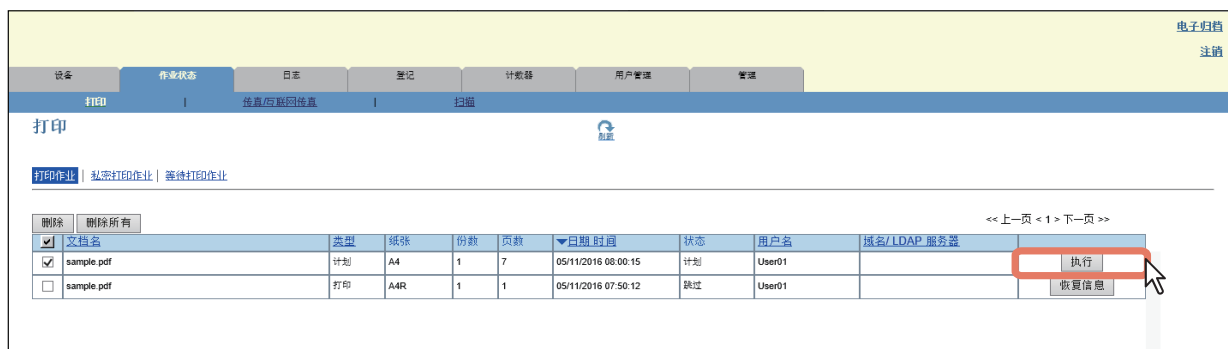 电子归档
注销
设备 作业状态 日志 登记 计数器 用户管理 管理
打印 | 传真/互联网传真 | 扫描
打印
刷新
打印作业 | 私密打印作业 | 等待打印作业
删除 删除所有 << 上一页 < 1 > 下一页 >>
文档名 类型 纸张 份数 页数 ▼日期 时间 状态 用户名 域名/ LDAP 服务器
sample.pdf 计划 A4 1 7 05/11/2016 08:00:15 计划 User01 执行
sample.pdf 打印 A4R 1 1 05/11/2016 07:50:12 跳过 User01 恢复信息